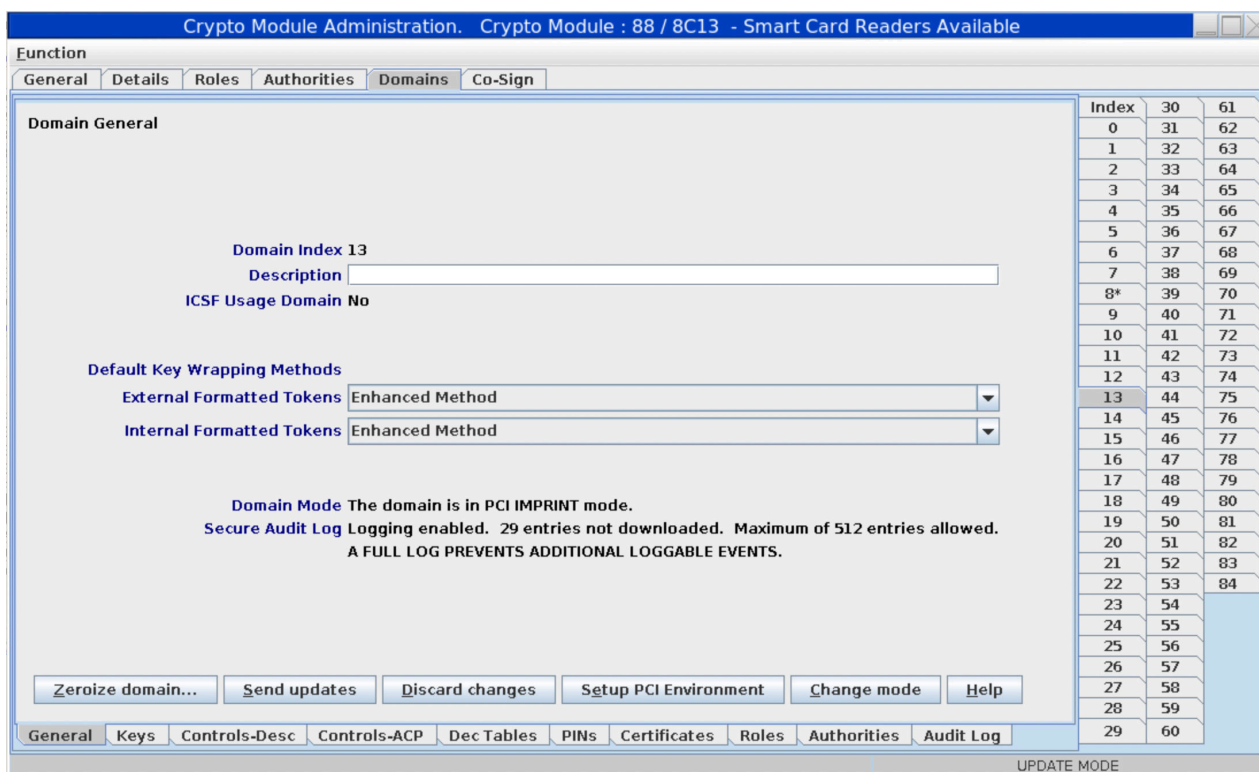 Crypto Module Administration.   Crypto Module : 88 / 8C13  - Smart Card Readers Available
Function
General Details Roles Authorities Domains Co-Sign
Domain General
Domain Index 13
Description
ICSF Usage Domain No
Default Key Wrapping Methods
External Formatted Tokens Enhanced Method
Internal Formatted Tokens Enhanced Method
Domain Mode The domain is in PCI IMPRINT mode.
Secure Audit Log Logging enabled.  29 entries not downloaded.  Maximum of 512 entries allowed.
A FULL LOG PREVENTS ADDITIONAL LOGGABLE EVENTS.
Zeroize domain... Send updates Discard changes Setup PCI Environment Change mode Help
General Keys Controls-Desc Controls-ACP Dec Tables PINs Certificates Roles Authorities Audit Log
Index 30 61
0 31 62
1 32 63
2 33 64
3 34 65
4 35 66
5 36 67
6 37 68
7 38 69
8* 39 70
9 40 71
10 41 72
11 42 73
12 43 74
13 44 75
14 45 76
15 46 77
16 47 78
17 48 79
18 49 80
19 50 81
20 51 82
21 52 83
22 53 84
23 54
24 55
25 56
26 57
27 58
28 59
29 60
UPDATE MODE